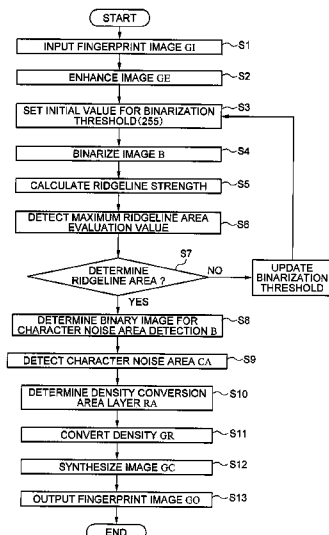 START
INPUT FINGERPRINT IMAGE GI
S1
ENHANCE IMAGE GE
S2
SET INITIAL VALUE FOR BINARIZATION
THRESHOLD(255)
S3
BINARIZE IMAGE B
S4
CALCULATE RIDGELINE STRENGTH
S5
DETECT MAXIMUM RIDGELINE AREA
EVALUATION VALUE
S6
S7
DETERMINE
RIDGELINE AREA ?
NO
UPDATE
BINARIZATION
THRESHOLD
YES
DETERMINE BINARY IMAGE FOR
CHARACTER NOISE AREA DETECTION B
S8
DETECT CHARACTER NOISE AREA CA
S9
DETERMINE DENSITY CONVERSION
AREA LAYER RA
S10
CONVERT DENSITY GR
S11
SYNTHESIZE IMAGE GC
S12
OUTPUT FINGERPRINT IMAGE GO
S13
END